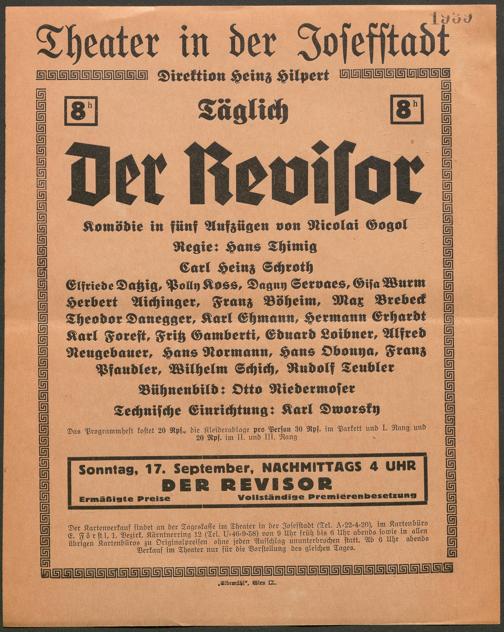 1939
Theater in der Josefstadt
Direktion Heinz Hilpert
8h Täglich 8h
Der Revisor
Komödie in fünf Aufzügen von Nicolai Gogol
Regie: Hans Thimig
Carl Heinz Schroth
Elfriede Datzig, Polly Koss, Dagny Servaes, Gisa Wurm
Herbert Aichinger, Franz Böheim, Max Brebeck
Theodor Danegger, Karl Ehmann, Hermann Erhardt
Karl Forest, Fritz Gamberti, Eduard Loibner, Alfred
Neugebauer, Hans Normann, Hans Obonya, Franz
Pfaudler, Wilhelm Schich, Rudolf Teubler
Bühnenbild: Otto Niedermoser
Technische Einrichtung: Karl Dworsky
Das Programmheft kostet 20 Rpf., die Kleiderablage pro Person 30 Rpf. im Parkett und I. Rang und
20 Rpf. im II. und III. Rang
Sonntag, 17. September, NACHMITTAGS 4 UHR
DER REVISOR
Ermäßigte Preise Vollständige Premièrenbesetzung
Der Kartenverkauf findet an der Tageskasse im Theater in der Josefstadt (Tel. A-22-4-20), im Kartenbüro
E. Förstl, I. Bezirk, Kärntnerring 12 (Tel. U-46-9-58) von 9 Uhr früh bis 6 Uhr abends sowie in allen
übrigen Kartenbüros zu Originalpreisen ohne jeden Aufschlag ununterbrochen statt. Ab 6 Uhr abends
Verkauf im Theater nur für die Vorstellung des gleichen Tages.
„Elbemühl", Wien IX.